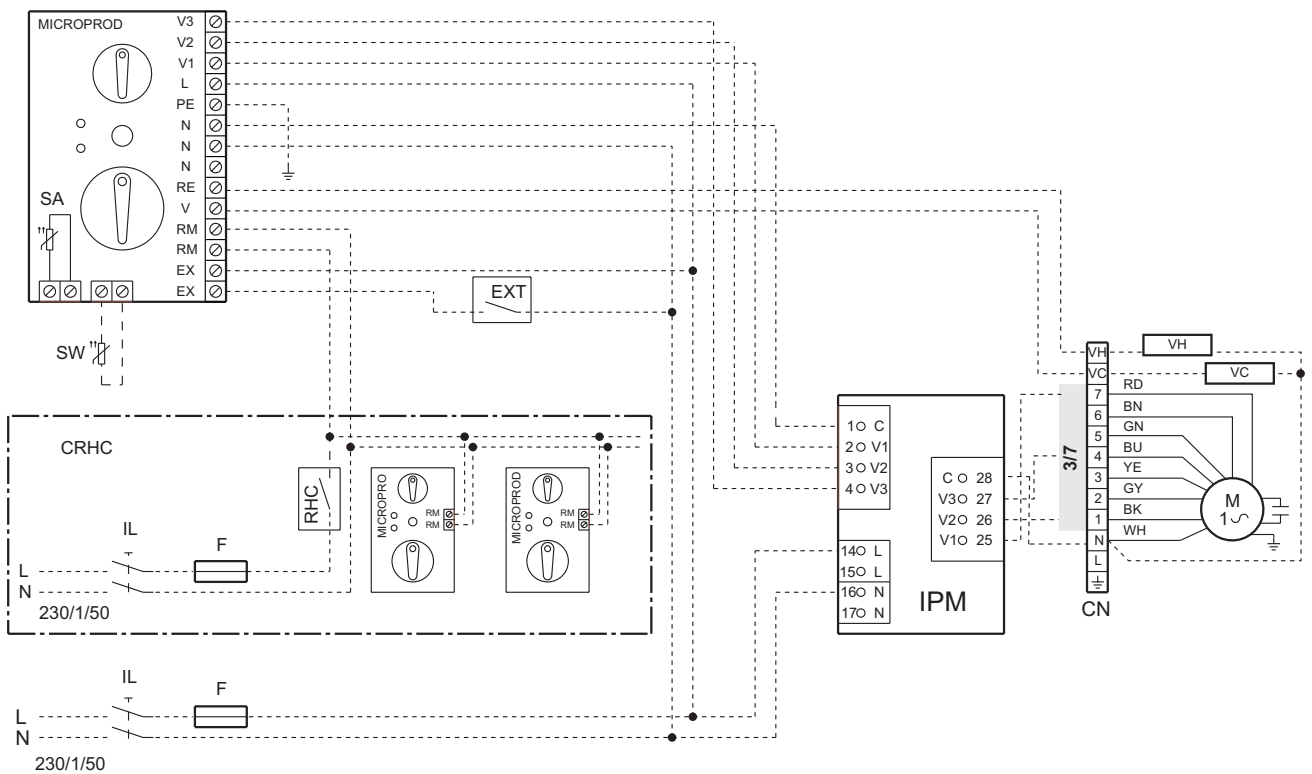 MICROPROD
V3
V2
V1
L
PE
N
N
N
RE
V
RM
RM
EX
EX
SA
SW
EXT
CRHC
RHC
MICROPRO
RM
RM
MICROPROD
RM
RM
IL
F
L
N
230/1/50
IL
F
L
N
230/1/50
1 C
2 V1
3 V2
4 V3
C 28
V3 27
V2 26
V1 25
14 L
15 L
16 N
17 N
IPM
3/7
VH
VC
7
6
5
4
3
2
1
N
L
CN
VH
VC
RD
BN
GN
BU
YE
GY
BK
WH
M
1